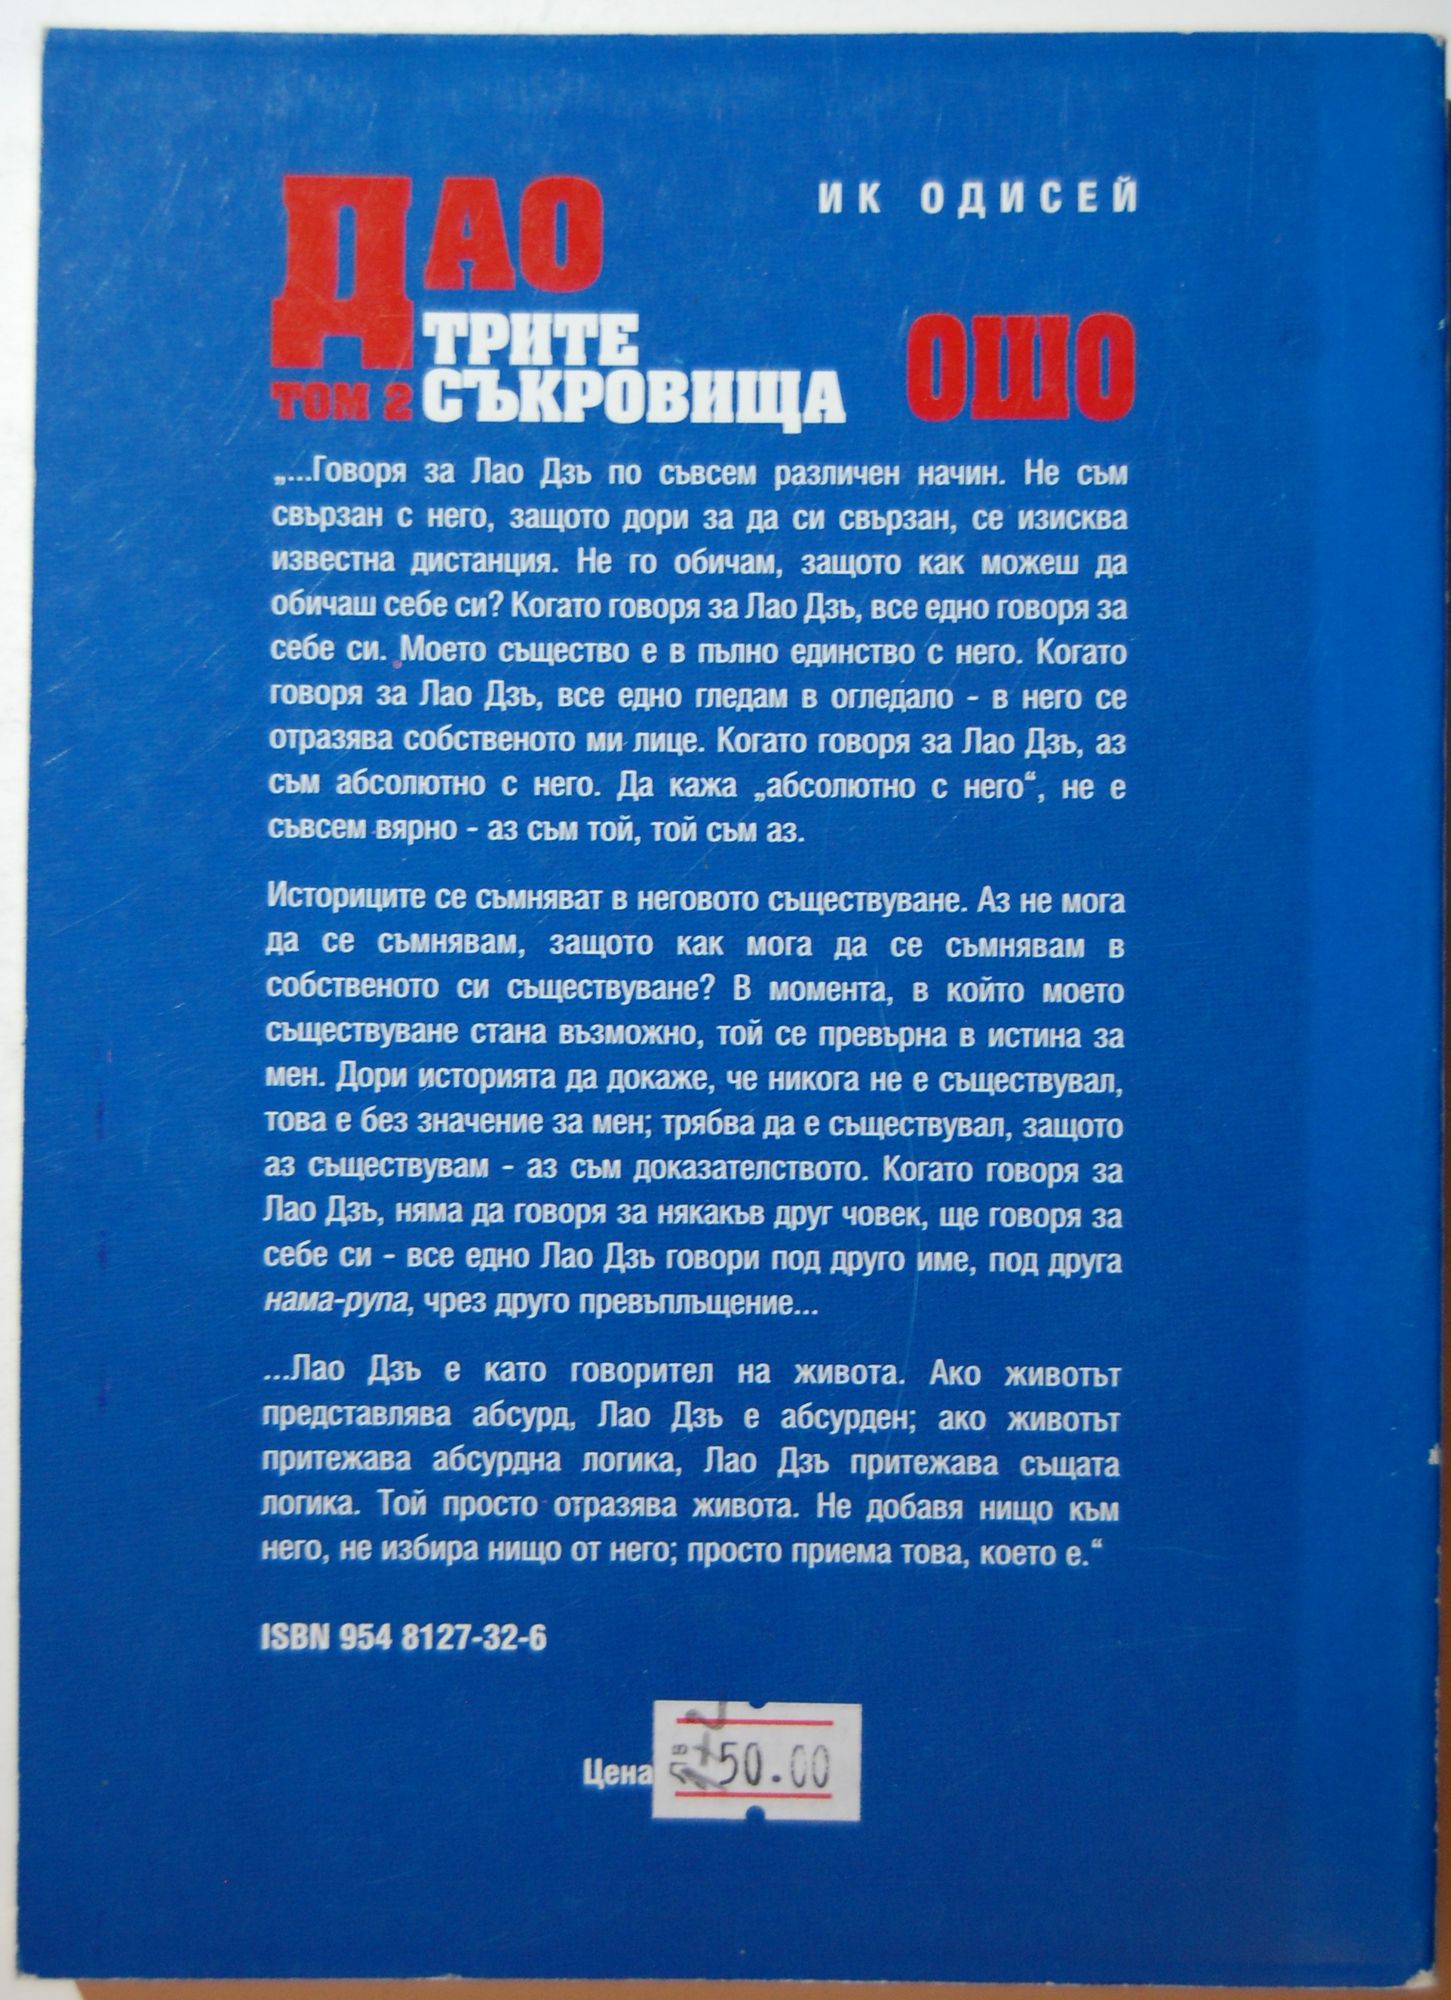 ИК ОДИСЕЙ
ДАО
ТРИТЕ
ТОМ 2 СЪКРОВИЩА
ОШО
„...Говоря за Лао Дзъ по съвсем различен начин. Не съм
свързан с него, защото дори за да си свързан, се изисква
известна дистанция. Не го обичам, защото как можеш да
обичаш себе си? Когато говоря за Лао Дзъ, все едно говоря за
себе си. Моето същество е в пълно единство с него. Когато
говоря за Лао Дзъ, все едно гледам в огледало - в него се
отразява собственото ми лице. Когато говоря за Лао Дзъ, аз
съм абсолютно с него. Да кажа „абсолютно с него“, не е
съвсем вярно - аз съм той, той съм аз.
Историците се съмняват в неговото съществуване. Аз не мога
да се съмнявам, защото как мога да се съмнявам в
собственото си съществуване? В момента, в който моето
съществуване стана възможно, той се превърна в истина за
мен. Дори историята да докаже, че никога не е съществувал,
това е без значение за мен; трябва да е съществувал, защото
аз съществувам - аз съм доказателството. Когато говоря за
Лао Дзъ, няма да говоря за някакъв друг човек, ще говоря за
себе си - все едно Лао Дзъ говори под друго име, под друга
нама-рупа, чрез друго превъплъщение...
...Лао Дзъ е като говорител на живота. Ако животът
представлява абсурд, Лао Дзъ е абсурден; ако животът
притежава абсурдна логика, Лао Дзъ притежава същата
логика. Той просто отразява живота. Не добавя нищо към
него, не избира нищо от него; просто приема това, което е.“
ISBN 954 8127-32-6
Цена лв 1+2 50.00